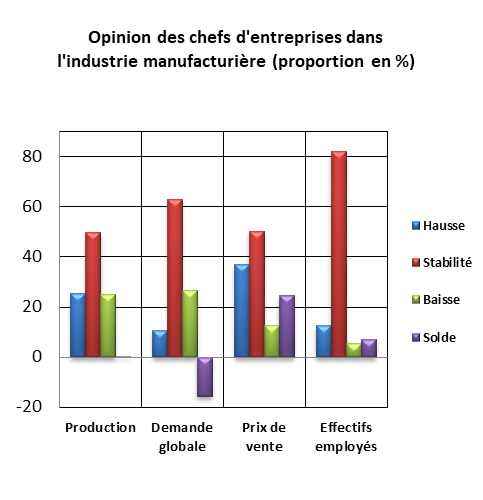 Opinion des chefs d'entreprises dans
l'industrie manufacturière (proportion en %)
80
60
40
20
0
-20
Production
Demande
globale
Prix de
vente
Effectifs
employés
Hausse
Stabilité
Baisse
Solde